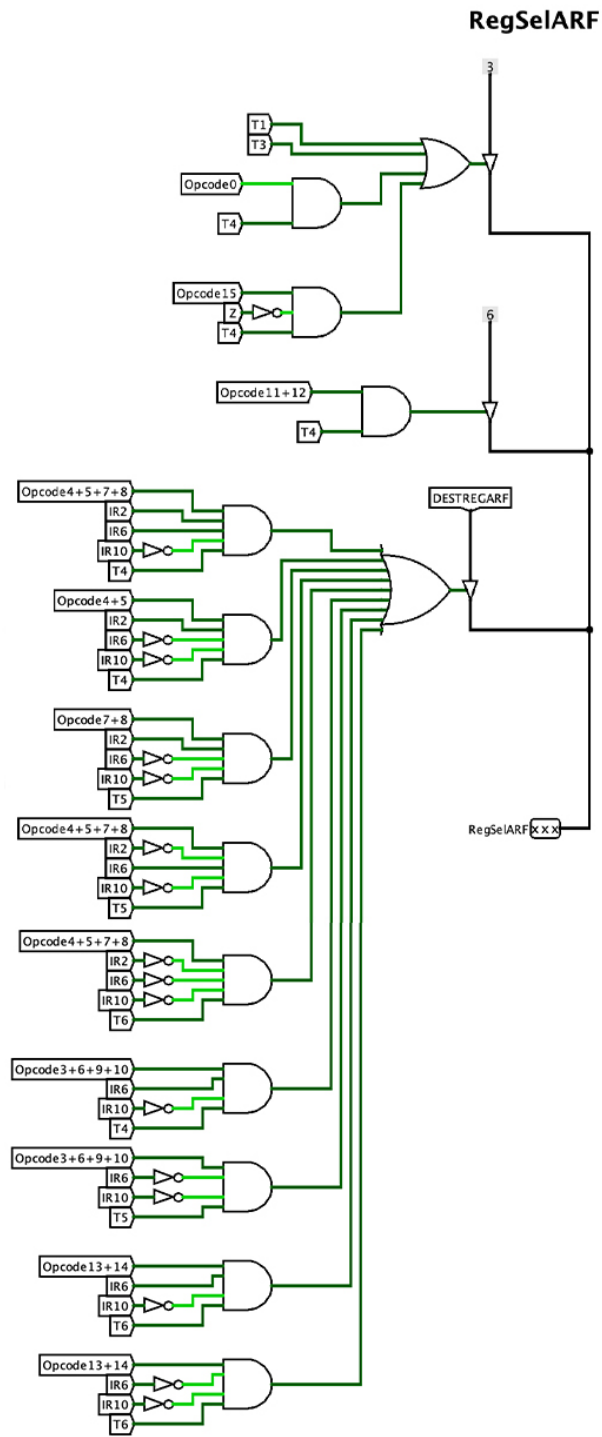 RegSelARF
3
T1
T3
Opcode0
T4
Opcode15
Z
T4
6
Opcode11+12
T4
Opcode4+5+7+8
IR2
IR6
IR10
T4
DESTREGARF
Opcode4+5
IR2
IR6
IR10
T4
Opcode7+8
IR2
IR6
IR10
T5
Opcode4+5+7+8
IR2
IR6
IR10
T5
RegSelARF xxx
Opcode4+5+7+8
IR2
IR6
IR10
T6
Opcode3+6+9+10
IR6
IR10
T4
Opcode3+6+9+10
IR6
IR10
T5
Opcode13+14
IR6
IR10
T6
Opcode13+14
IR6
IR10
T6